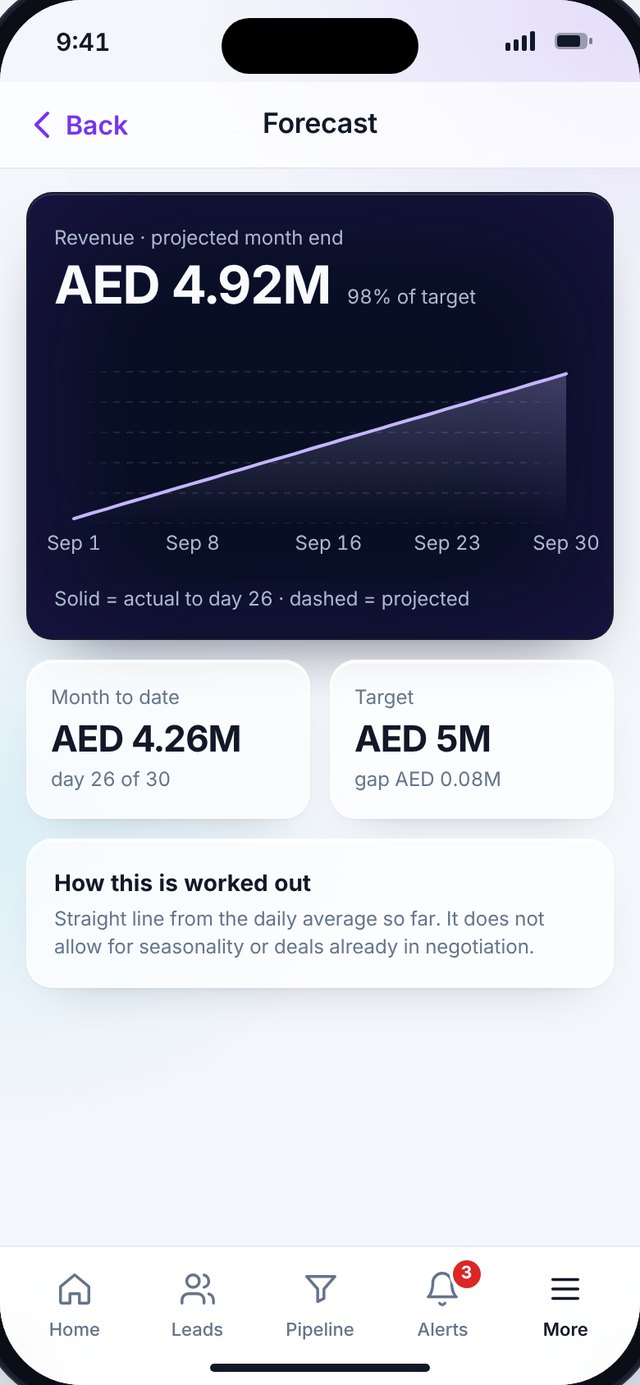 9:41
Back
Forecast
Revenue · projected month end
AED 4.92M 98% of target
Sep 1 Sep 8 Sep 16 Sep 23 Sep 30
Solid = actual to day 26 · dashed = projected
Month to date
AED 4.26M
day 26 of 30
Target
AED 5M
gap AED 0.08M
How this is worked out
Straight line from the daily average so far. It does not
allow for seasonality or deals already in negotiation.
3
Home Leads Pipeline Alerts More